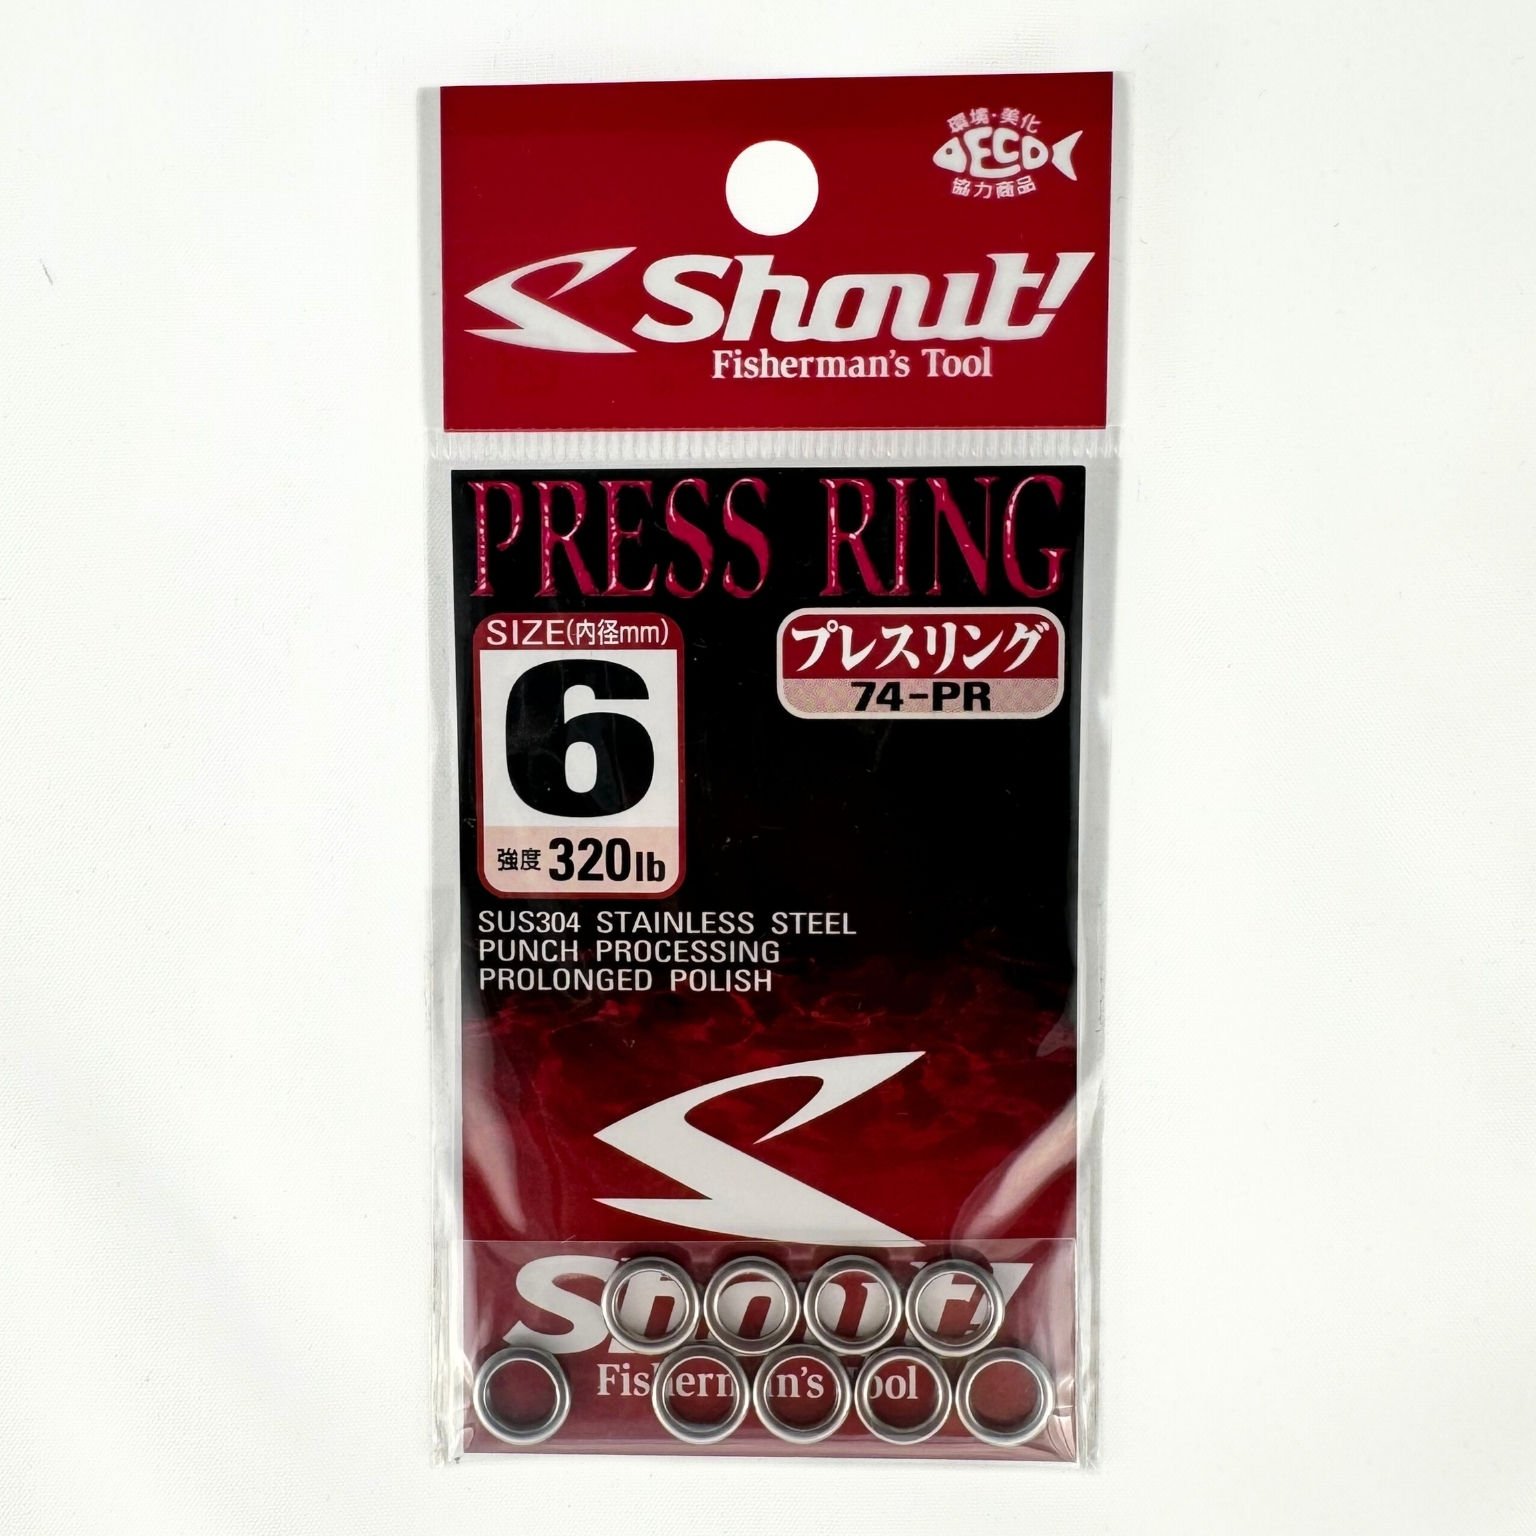 環境・美化
ECO
協力商品
Shout!
Fisherman's Tool
PRESS RING
SIZE(内径mm)
6
強度 320lb
プレスリング
74-PR
SUS304 STAINLESS STEEL
PUNCH PROCESSING
PROLONGED POLISH
Shout!
Fisherman's Tool